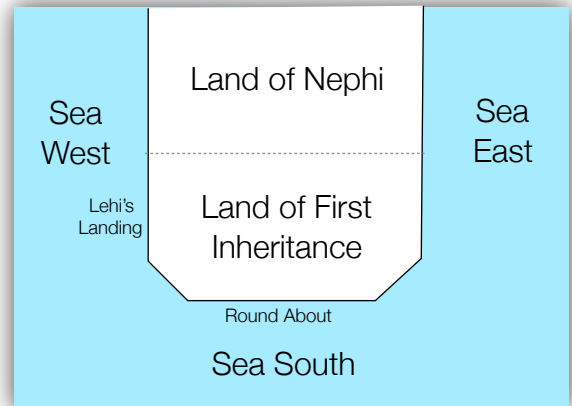 Land of Nephi
Sea
West
Sea
East
Lehi's
Landing
Land of First
Inheritance
Round About
Sea South